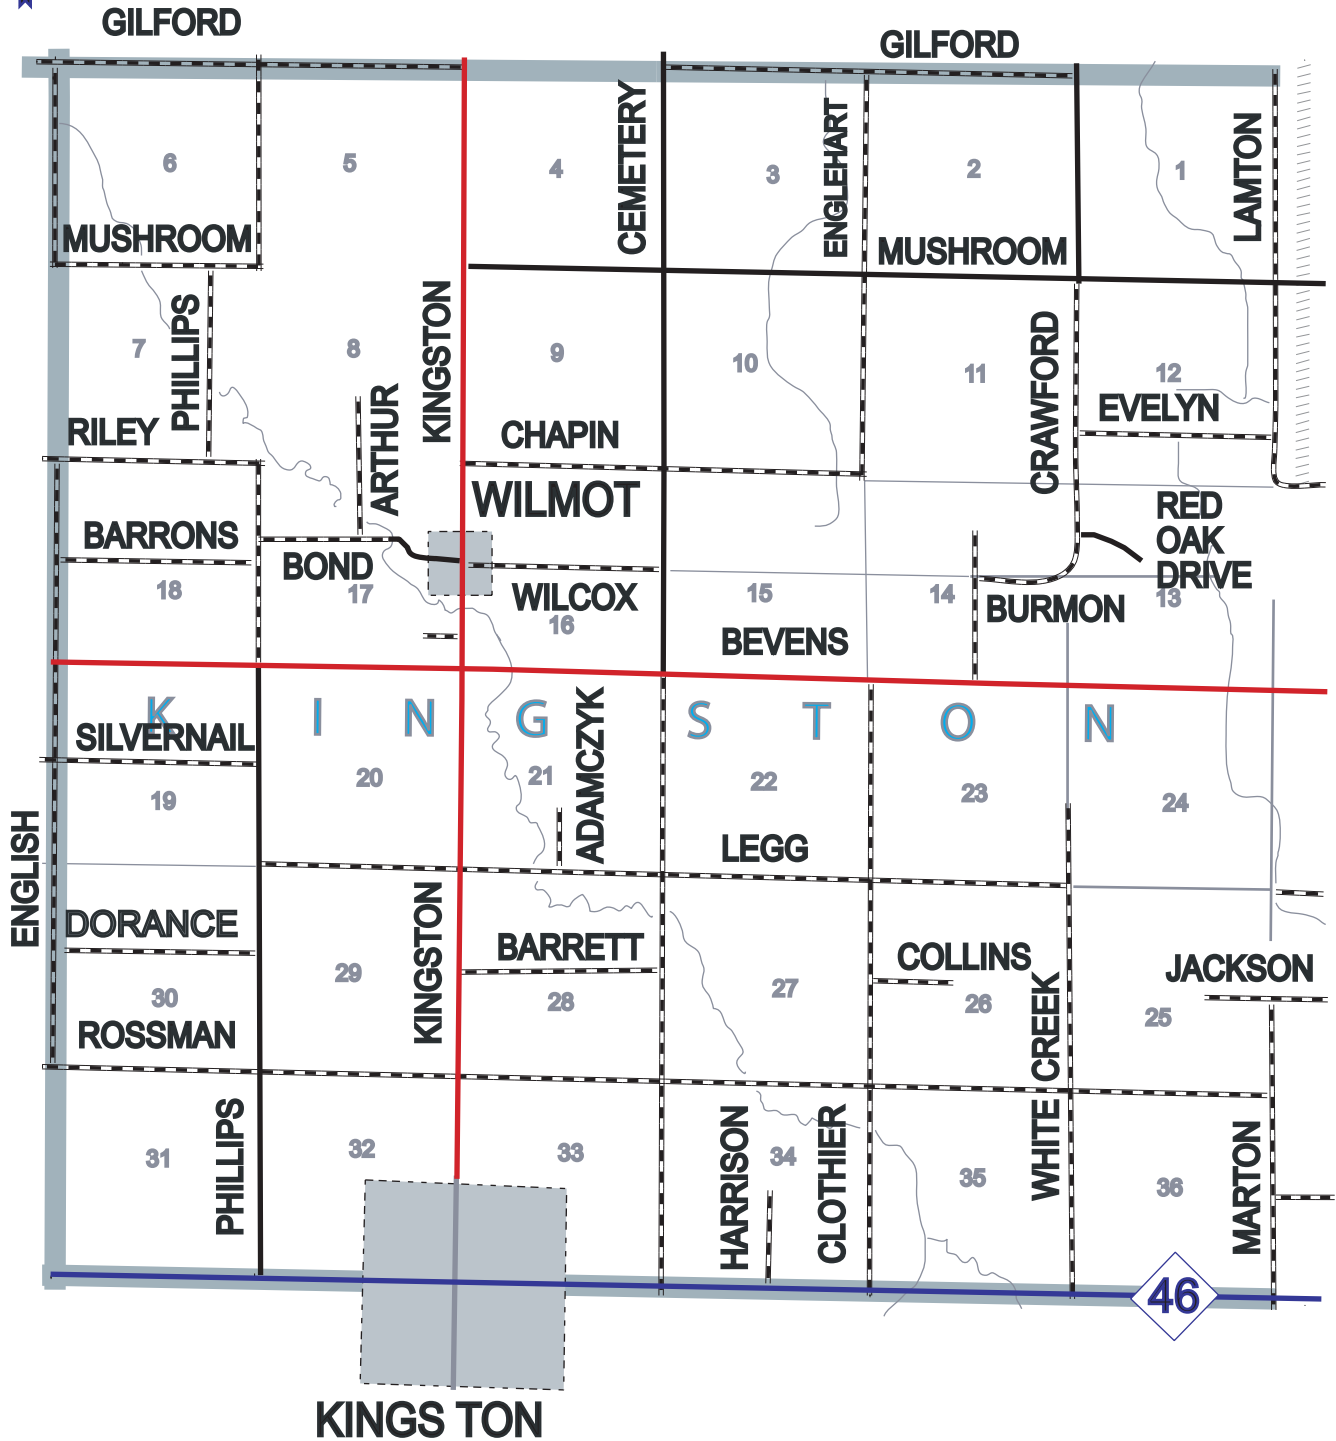 GILFORD
GILFORD
CEMETERY
ENGLEHART
LAMTON
6
5
4
3
2
1
MUSHROOM
MUSHROOM
PHILLIPS
KINGSTON
CRAWFORD
7
8
9
10
11
12
ARTHUR
EVELYN
RILEY
CHAPIN
WILMOT
RED
OAK
DRIVE
BARRONS
BOND
WILCOX
18
17
16
15
14
13
BURMON
BEVENS
K I N G S T O N
SILVERNAIL
ADAMCZYK
19
20
21
22
23
24
ENGLISH
LEGG
DORANCE
KINGSTON
BARRETT
COLLINS
JACKSON
30
29
28
27
26
25
WHITE CREEK
ROSSMAN
PHILLIPS
HARRISON
CLOTHIER
MARTON
31
32
33
34
35
36
46
KINGS TON